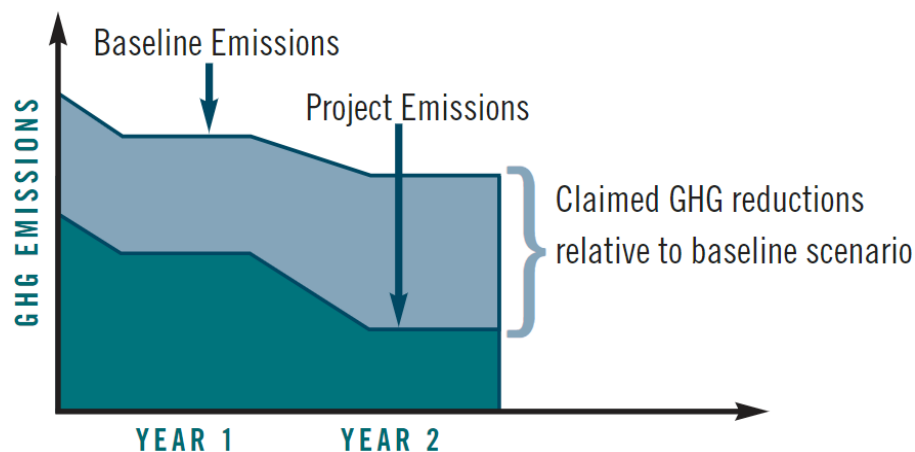 Baseline Emissions
Project Emissions
GHG EMISSIONS
Claimed GHG reductions
relative to baseline scenario
YEAR 1
YEAR 2